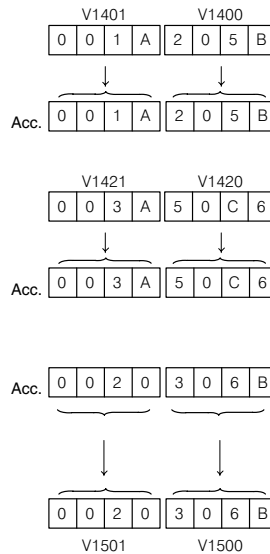 V1401 V1400
0 0 1 A 2 0 5 B
Acc. 0 0 1 A 2 0 5 B
V1421 V1420
0 0 3 A 5 0 C 6
Acc. 0 0 3 A 5 0 C 6
Acc. 0 0 2 0 3 0 6 B
0 0 2 0 3 0 6 B
V1501 V1500